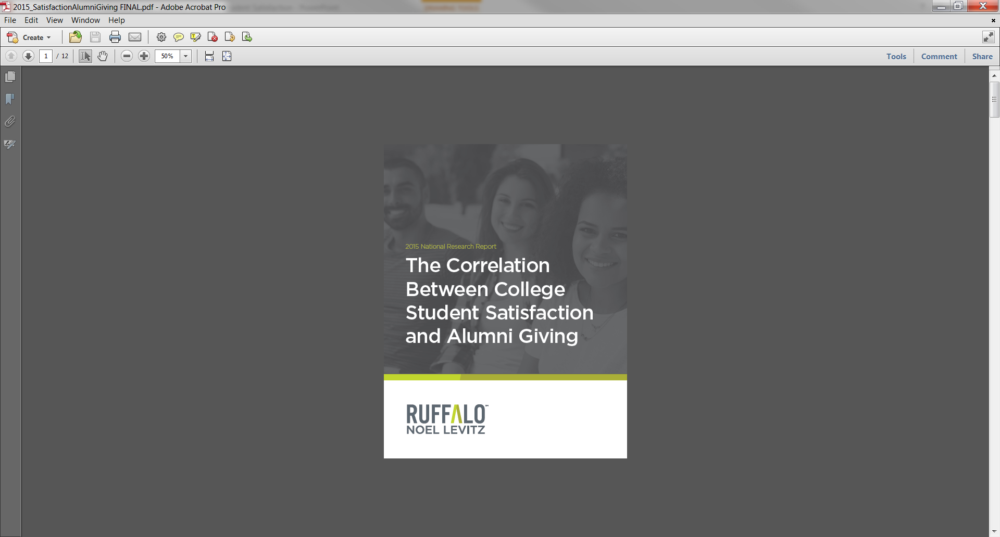 2015_SatisfactionAlumniGiving FINAL.pdf - Adobe Acrobat Pro
File Edit View Window Help
Create
1 / 12 50% Tools Comment Share
2015 National Research Report
The Correlation
Between College
Student Satisfaction
and Alumni Giving
RUFFALO
NOEL LEVITZ